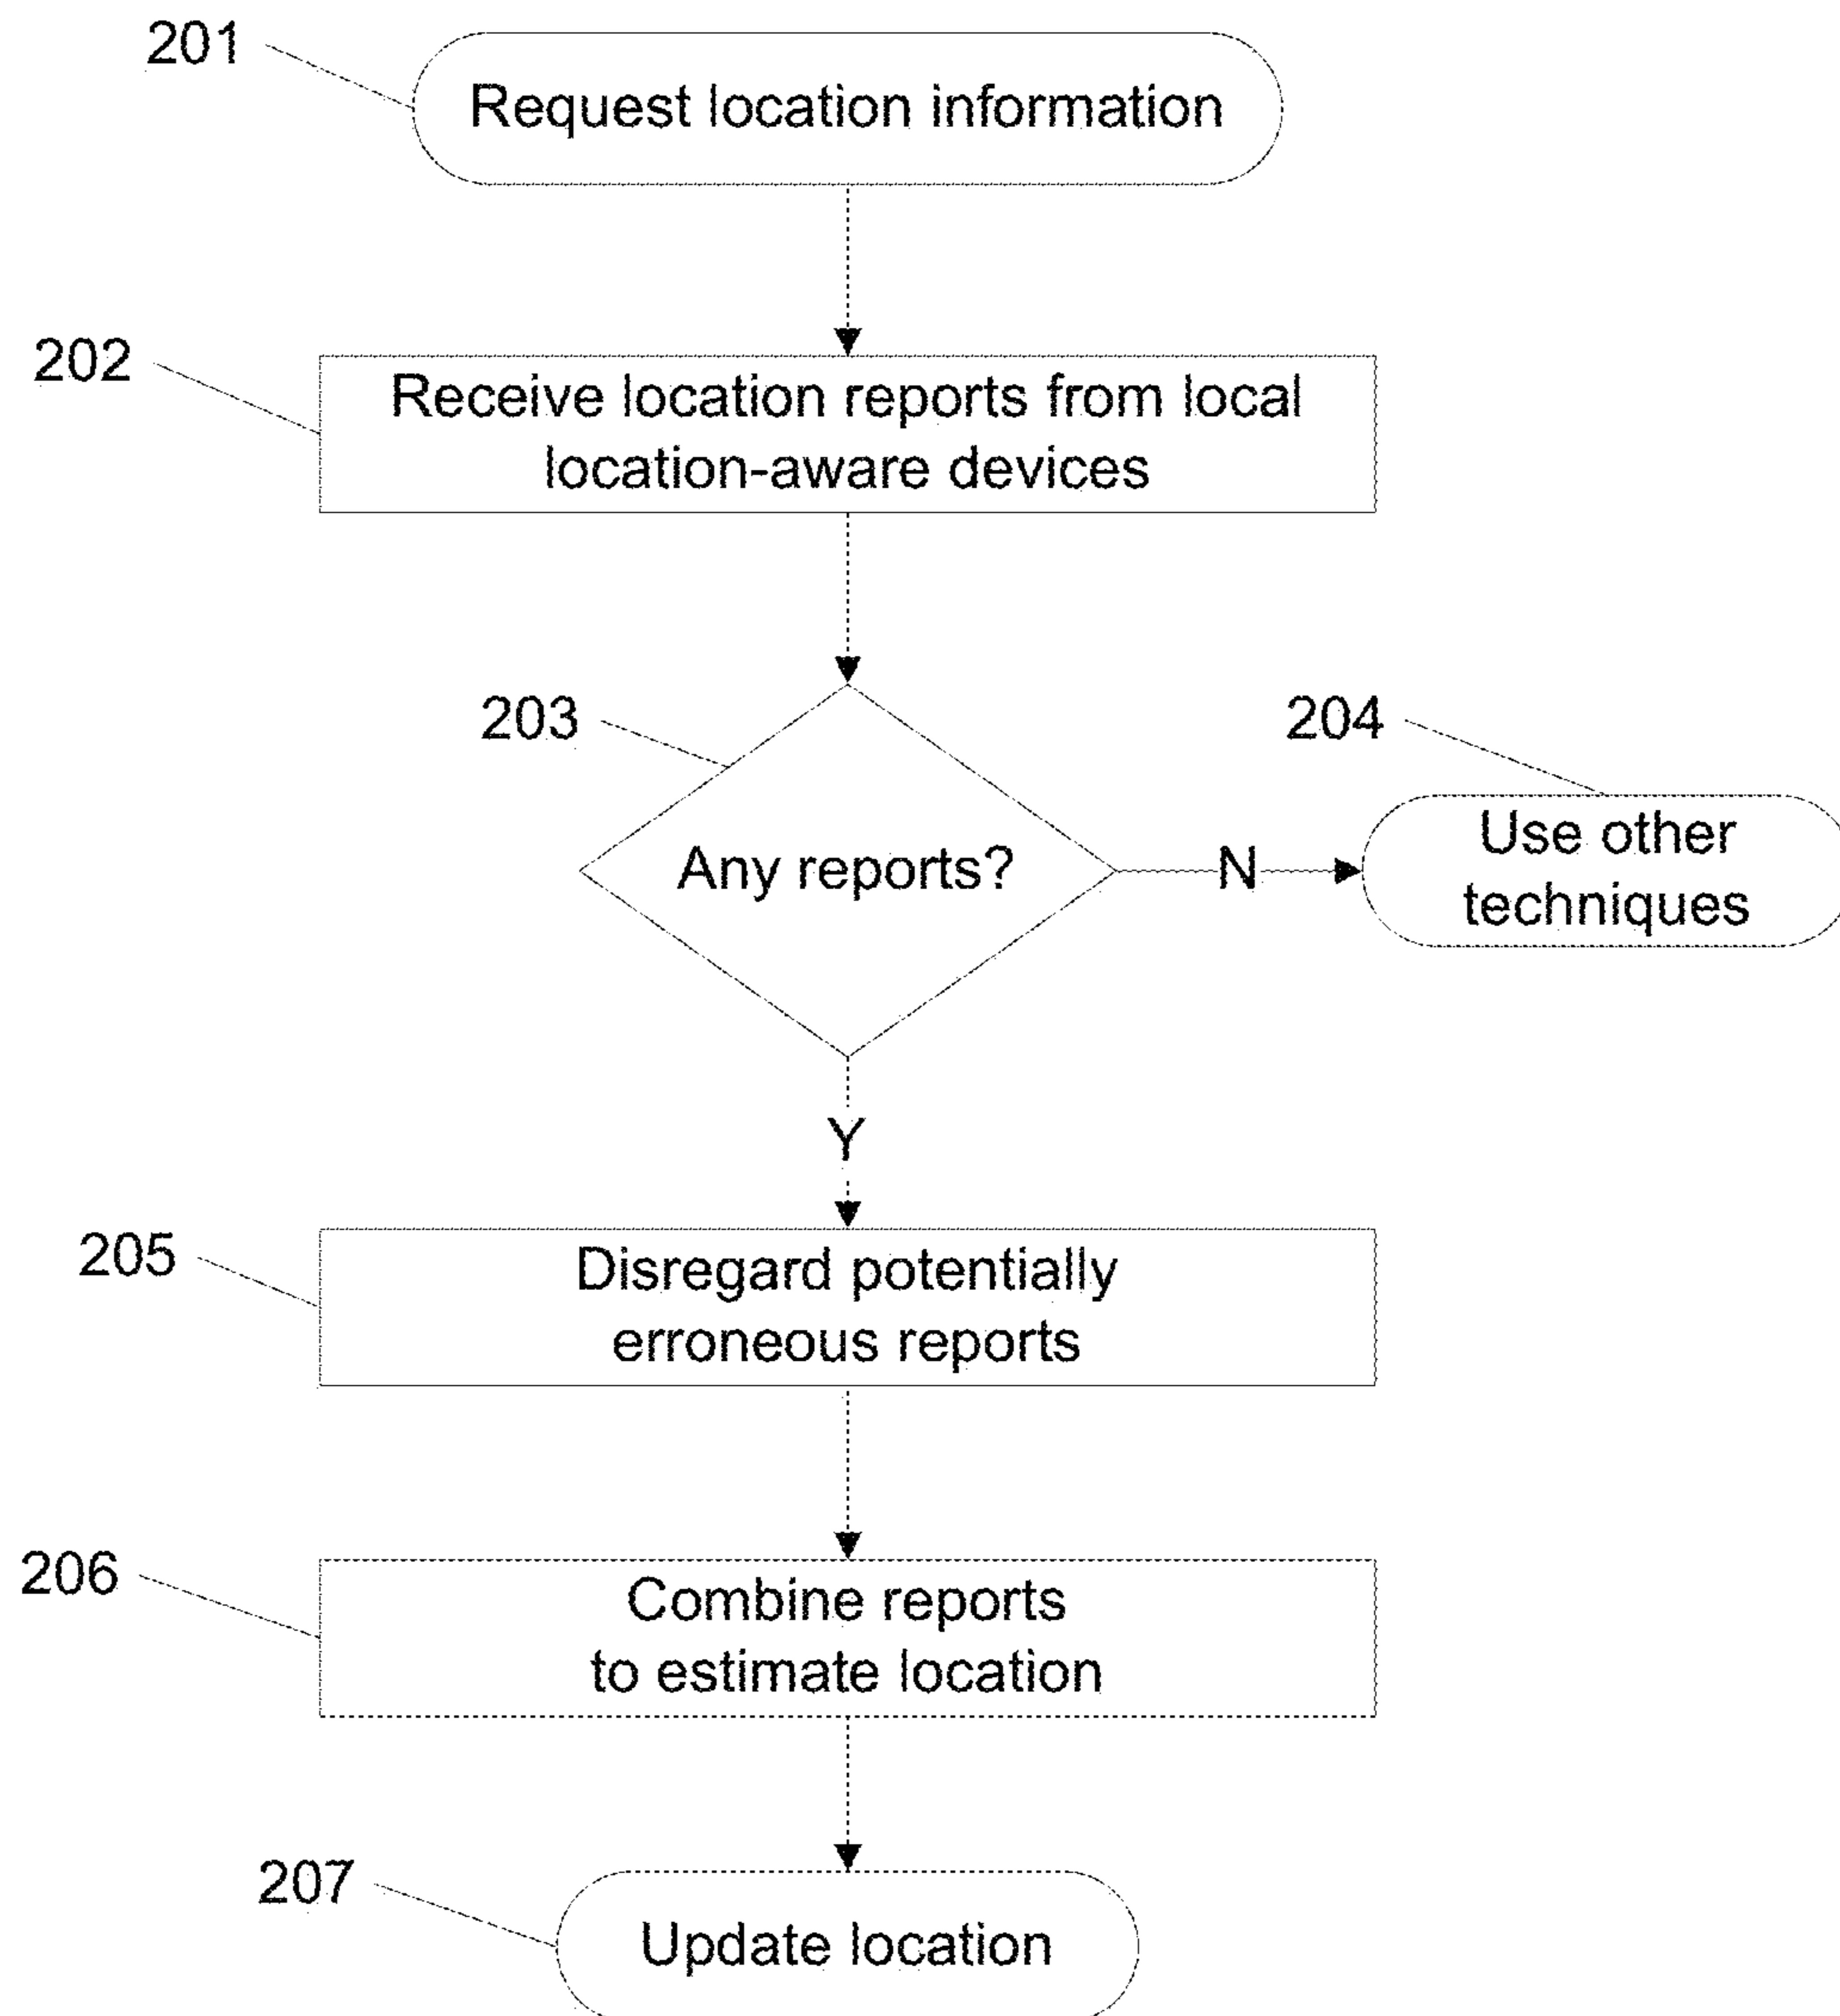 201
Request location information
202
Receive location reports from local
location-aware devices
203
204
Any reports?
N
Use other
techniques
Y
205
Disregard potentially
erroneous reports
206
Combine reports
to estimate location
207
Update location